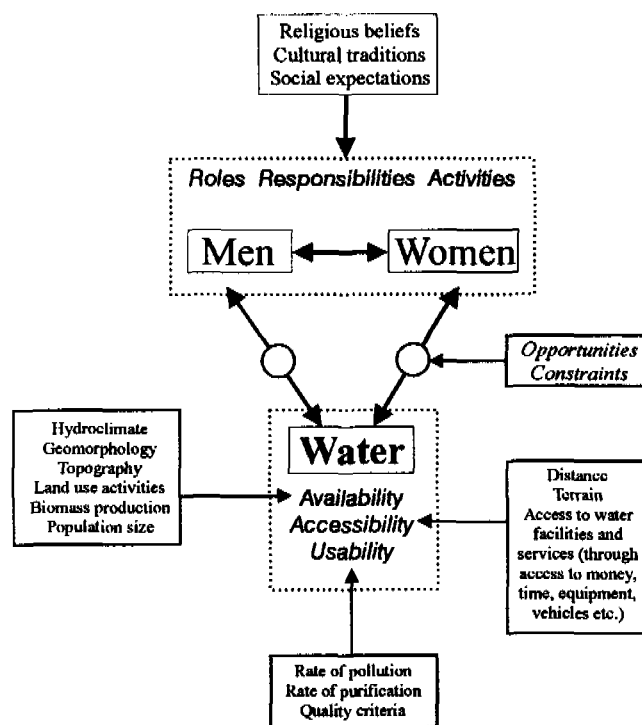 Religious beliefs
Cultural traditions
Social expectations
Roles Responsibilities Activities
Men
Women
Opportunities
Constraints
Water
Availability
Accessibility
Usability
Hydroclimate
Geomorphology
Topography
Land use activities
Biomass production
Population size
Distance
Terrain
Access to water
facilities and
services (through
access to money,
time, equipment,
vehicles etc.)
Rate of pollution
Rate of purification
Quality criteria